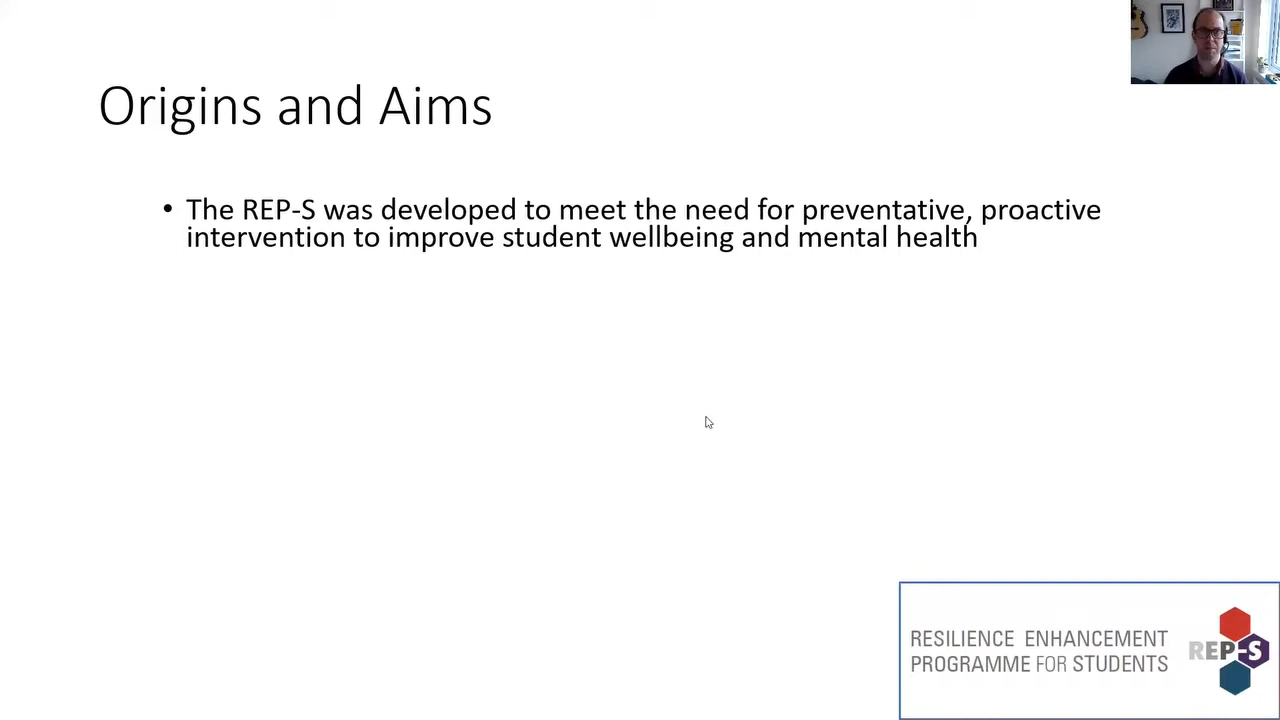 Origins and Aims
• The REP-S was developed to meet the need for preventative, proactive
intervention to improve student wellbeing and mental health
RESILIENCE ENHANCEMENT
PROGRAMME FOR STUDENTS
REP-S